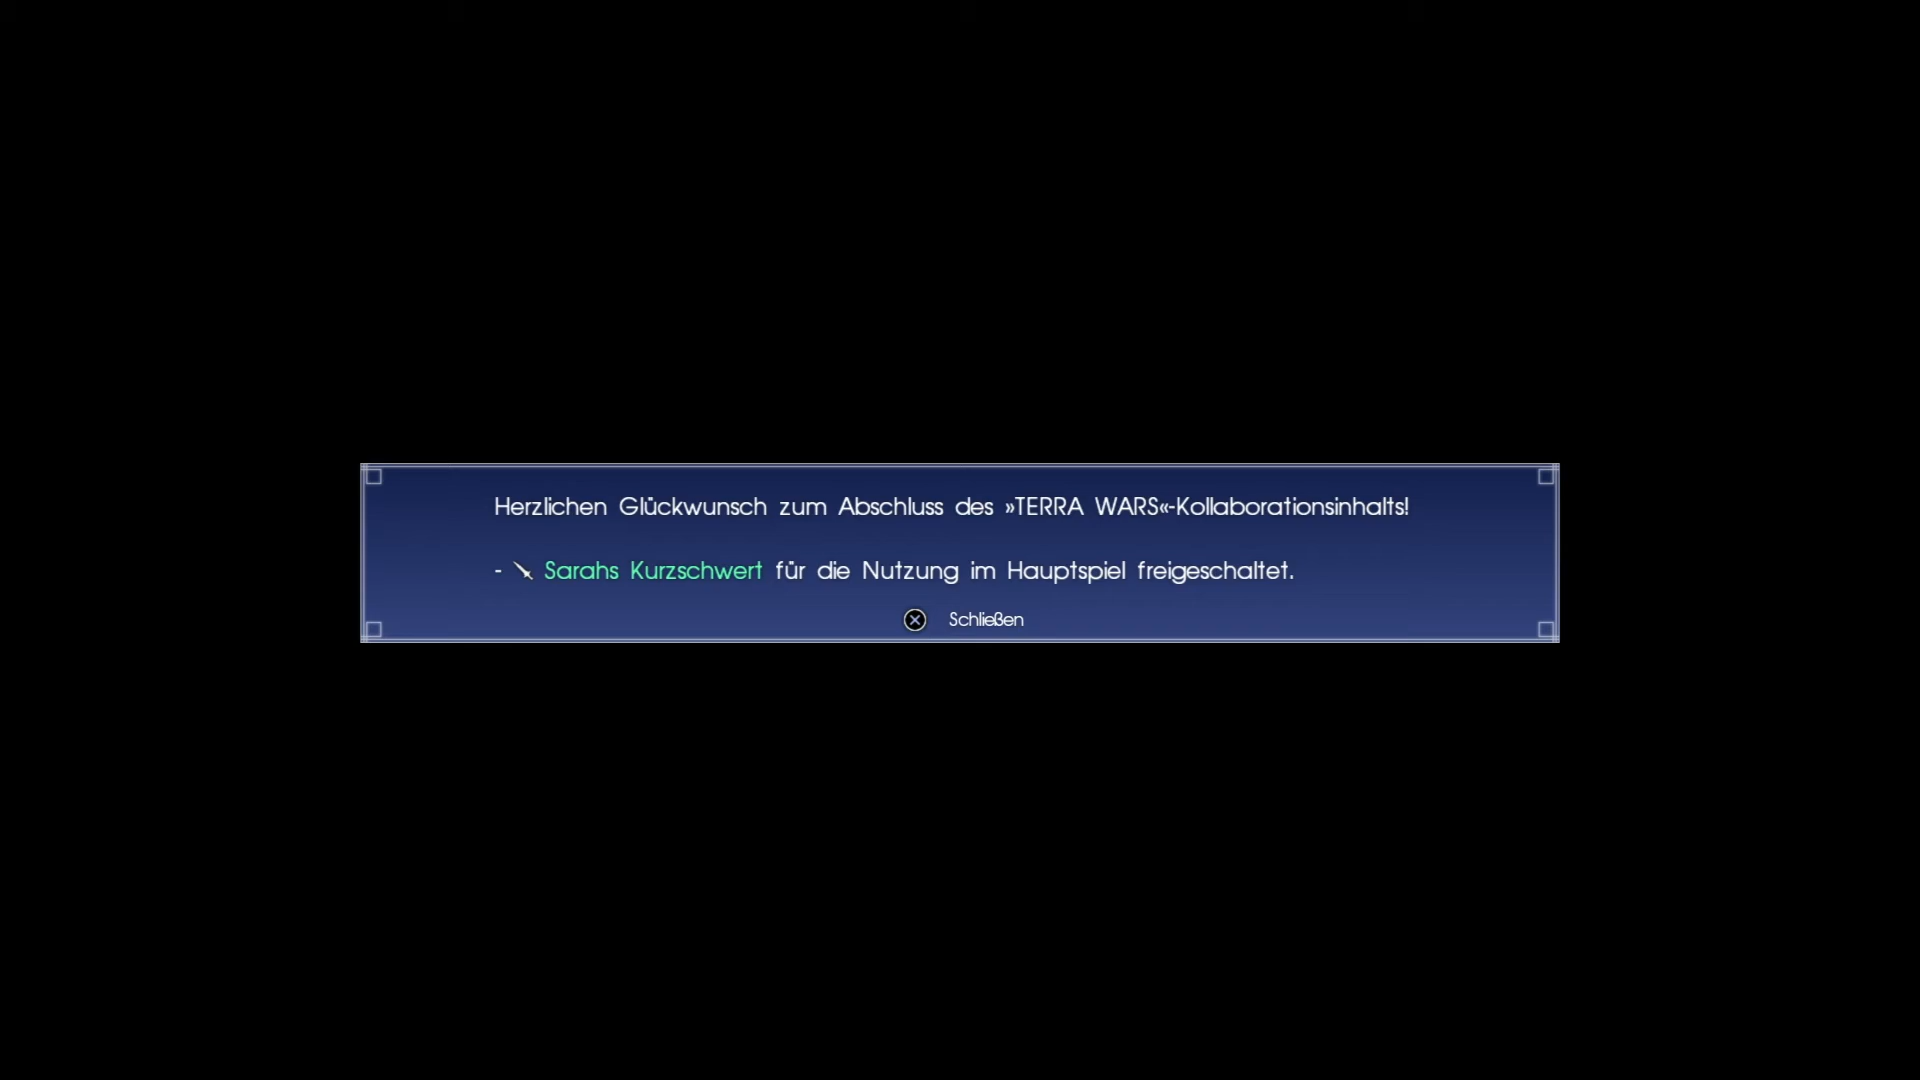 Herzlichen Glückwunsch zum Abschluss des »TERRA WARS«-Kollaborationsinhalts!
- Sarahs Kurzschwert für die Nutzung im Hauptspiel freigeschaltet.
Schließen